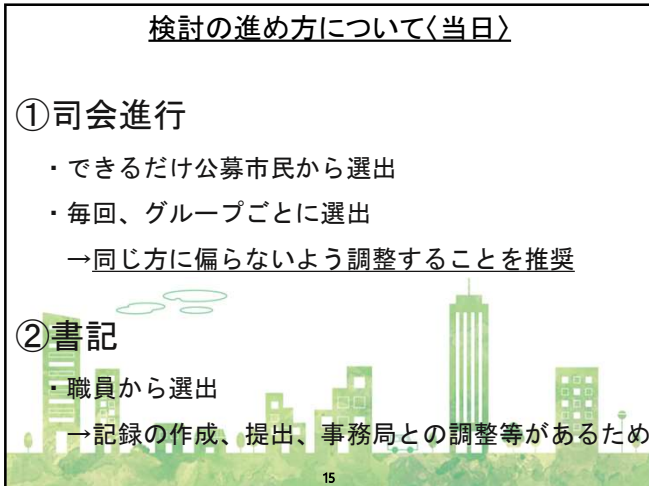 検討の進め方について〈当日〉
①司会進行
・できるだけ公募市民から選出
・毎回、グループごとに選出
→同じ方に偏らないよう調整することを推奨
②書記
・職員から選出
→記録の作成、提出、事務局との調整等があるため
15